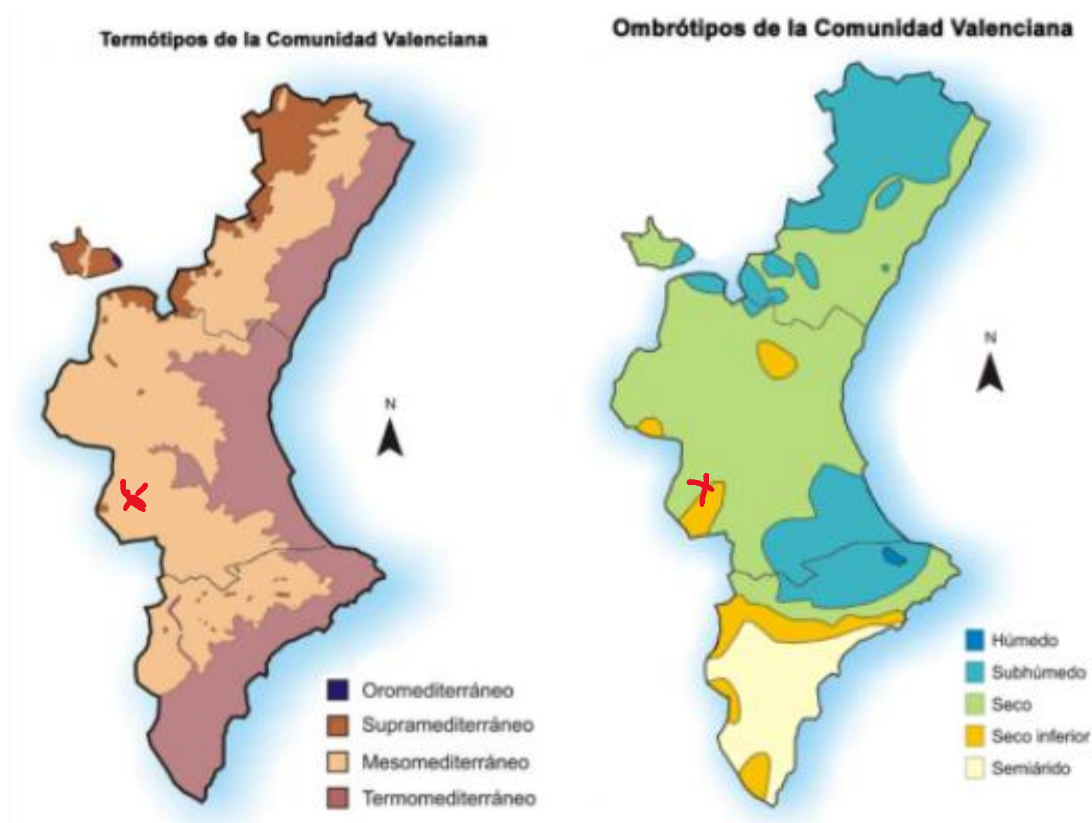 Termótipos de la Comunidad Valenciana
N
Oromediterráneo
Supramediterráneo
Mesomediterráneo
Termomediterráneo
Ombrótipos de la Comunidad Valenciana
N
Húmedo
Subhúmedo
Seco
Seco inferior
Semiárido